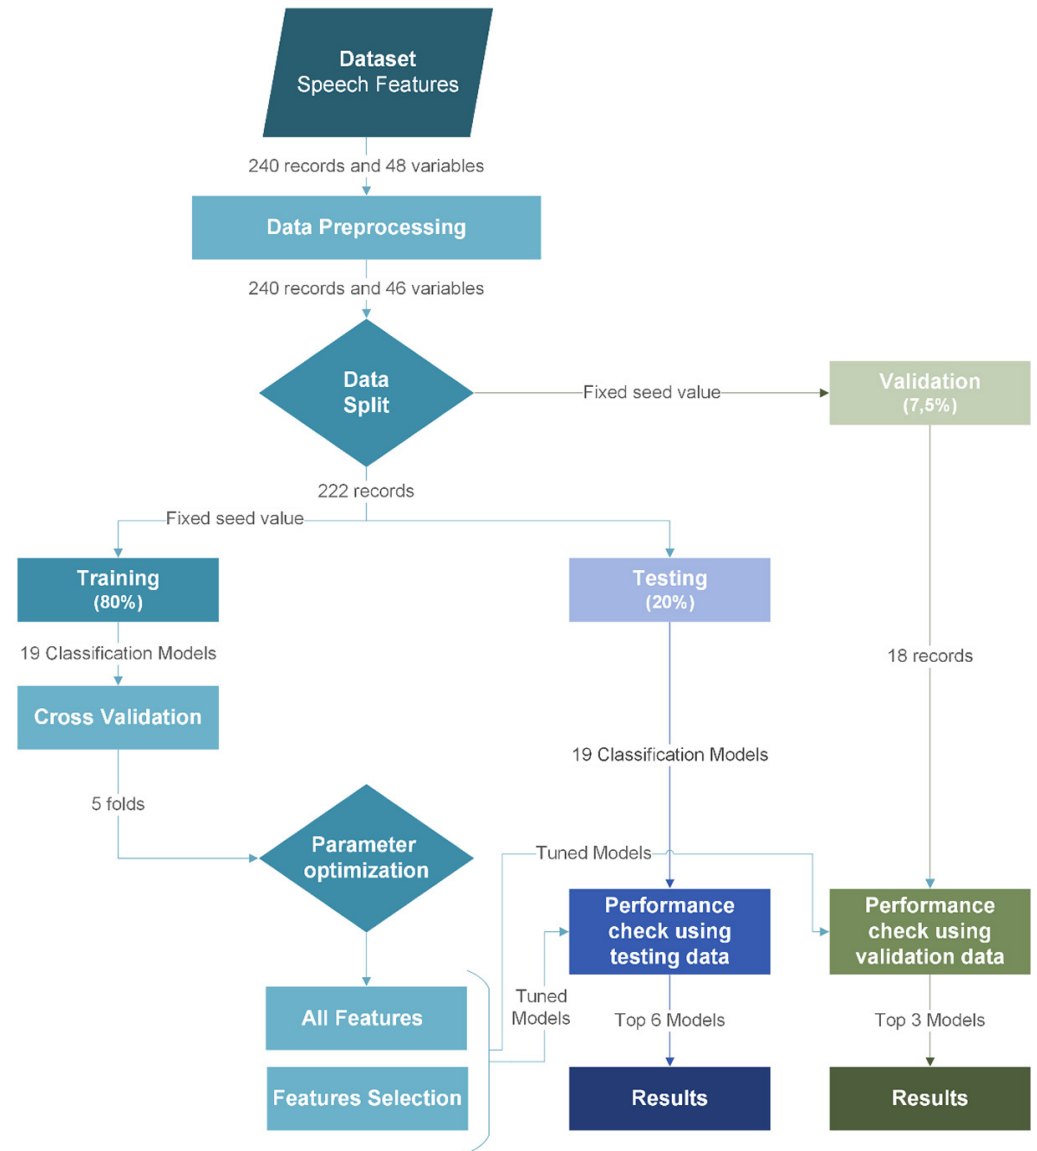 Dataset
Speech Features
240 records and 48 variables
Data Preprocessing
240 records and 46 variables
Data
Split
Fixed seed value
Validation
(7,5%)
222 records
Fixed seed value
Training
(80%)
Testing
(20%)
19 Classification Models
18 records
Cross Validation
19 Classification Models
5 folds
Parameter
optimization
Tuned Models
Performance
check using
testing data
Performance
check using
validation data
All Features
Tuned
Models
Top 6 Models
Top 3 Models
Features Selection
Results
Results